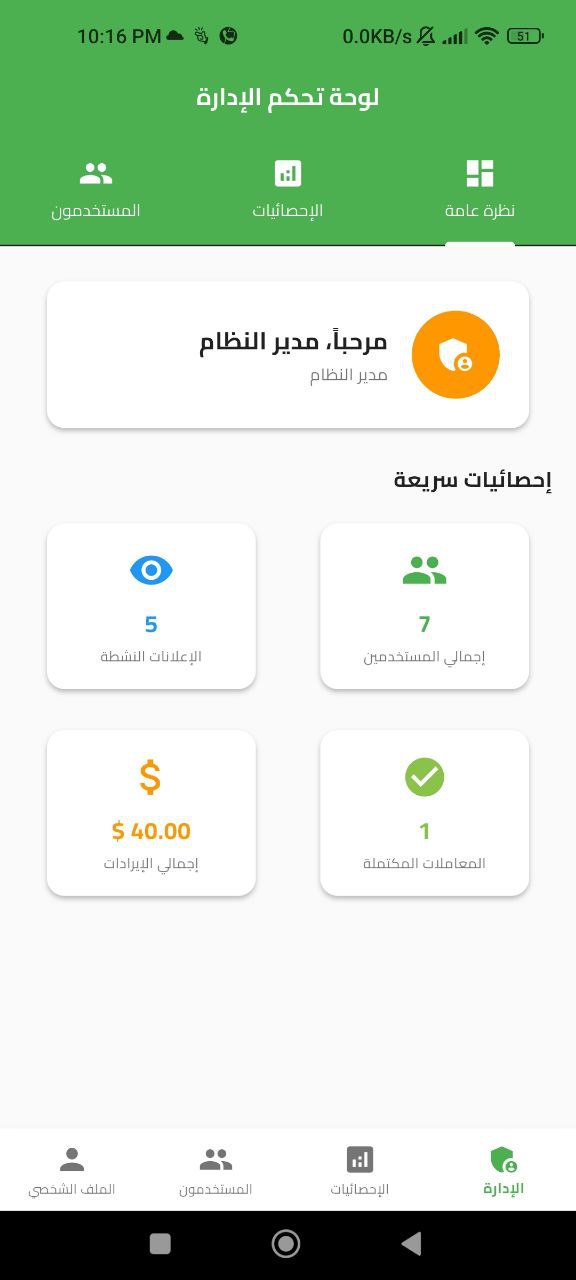 10:16 PM 0.0KB/s 51
لوحة تحكم الإدارة
نظرة عامة الإحصائيات المستخدمون
مرحباً، مدير النظام
مدير النظام
إحصائيات سريعة
7 5
إجمالي المستخدمين الإعلانات النشطة
1 $ 40.00
المعاملات المكتملة إجمالي الإيرادات
الإدارة الإحصائيات المستخدمون الملف الشخصي